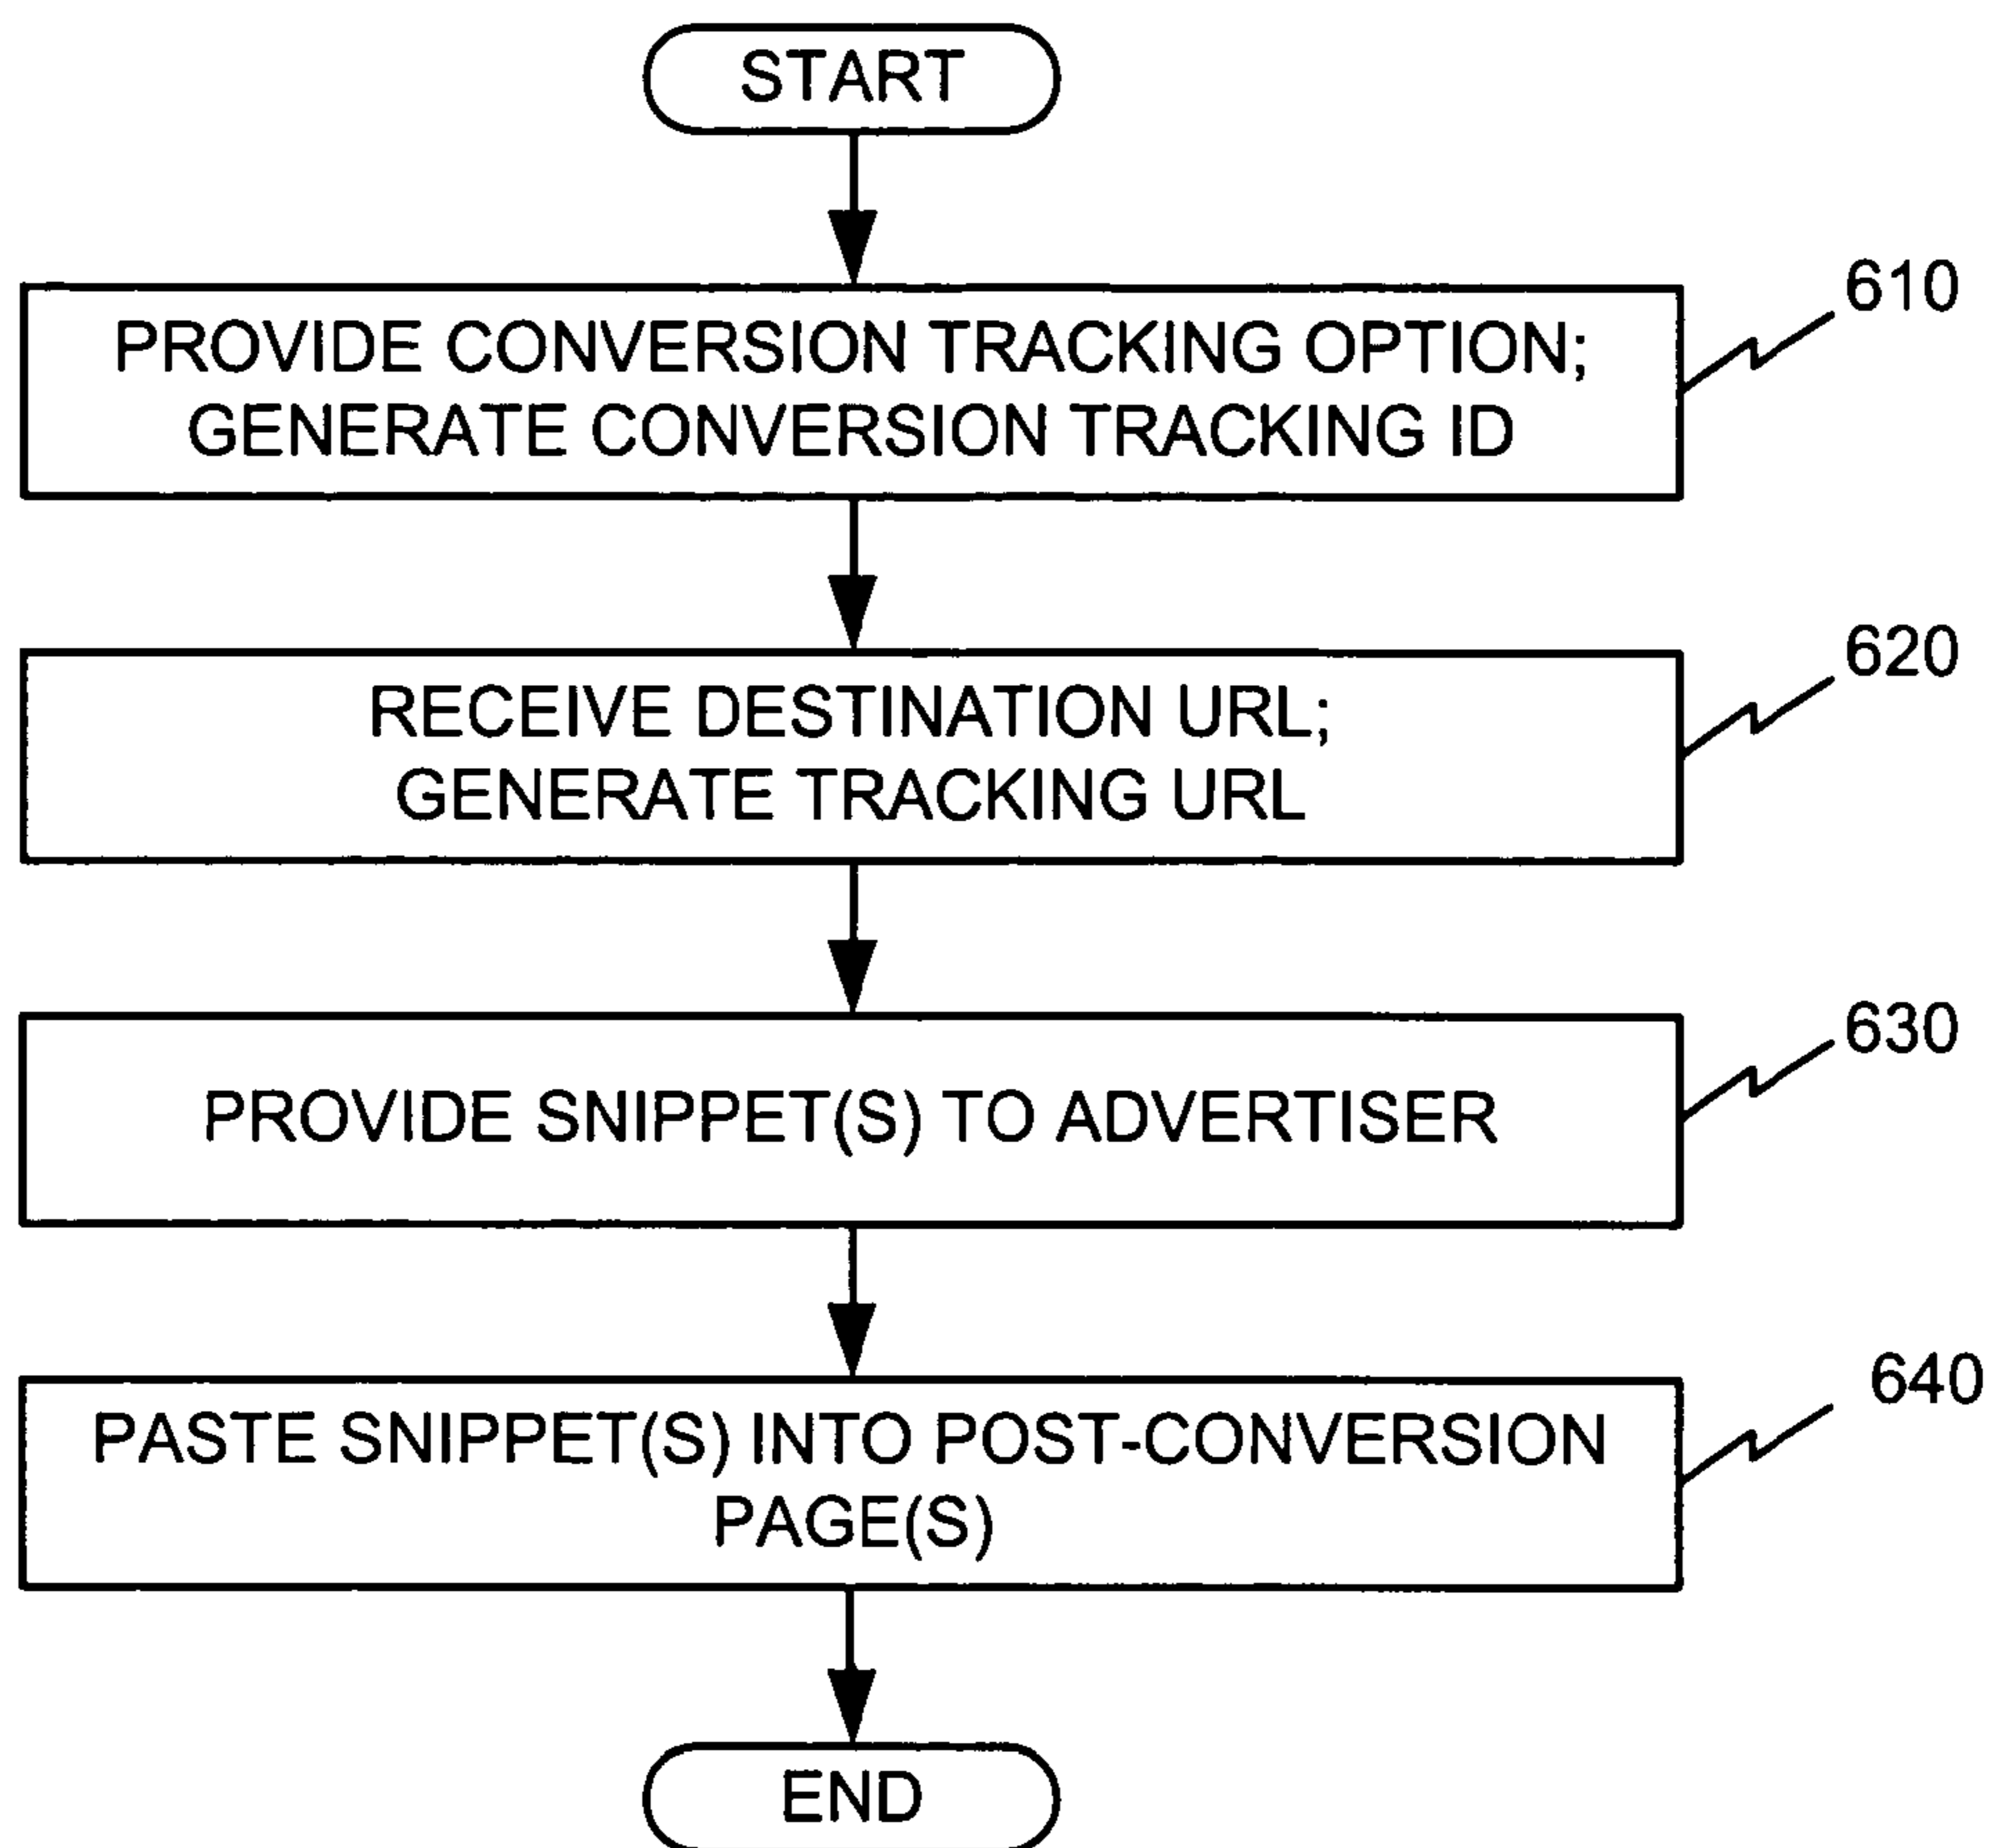 START
610
PROVIDE CONVERSION TRACKING OPTION;
GENERATE CONVERSION TRACKING ID
620
RECEIVE DESTINATION URL;
GENERATE TRACKING URL
630
PROVIDE SNIPPET(S) TO ADVERTISER
640
PASTE SNIPPET(S) INTO POST-CONVERSION
PAGE(S)
END